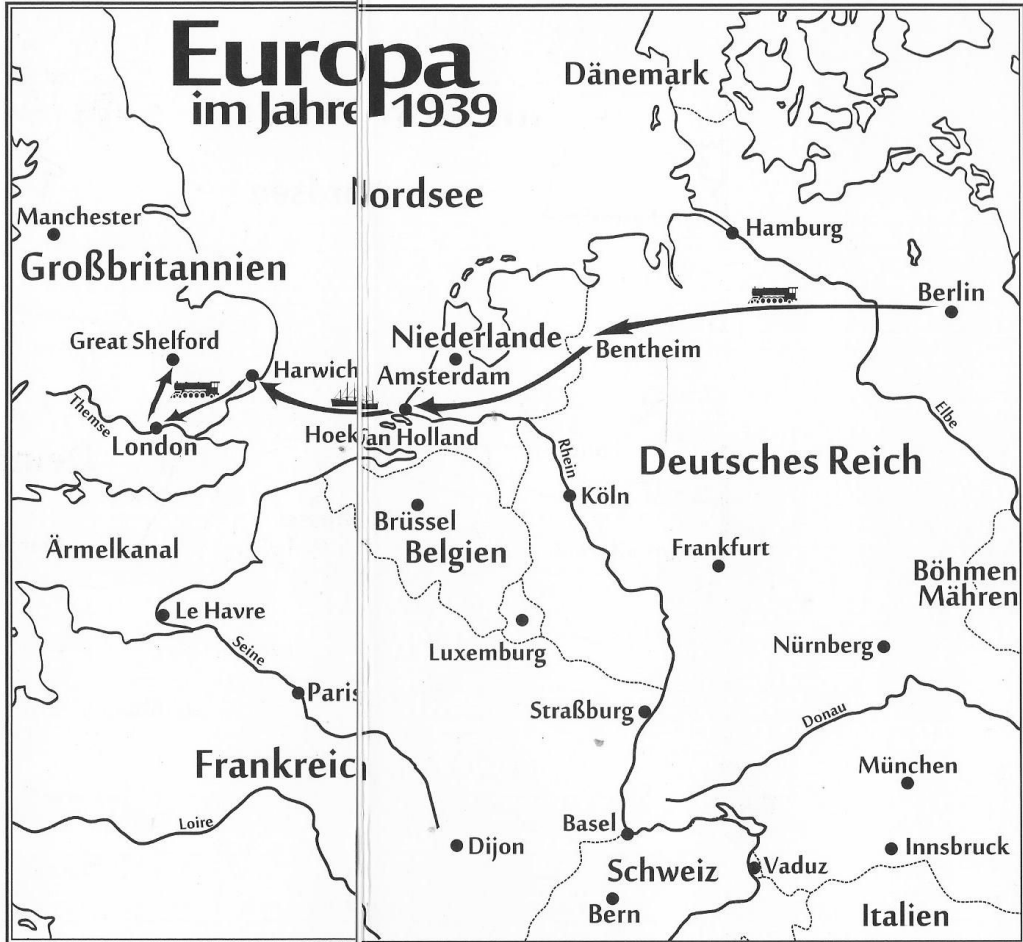 Europa
im Jahre 1939
Dänemark
Nordsee
Manchester
Hamburg
Großbritannien
Berlin
Great Shelford
Niederlande
Bentheim
Harwich
Amsterdam
Themse
Elbe
London
Hoek an Holland
Rhein
Deutsches Reich
Köln
Brüssel
Ärmelkanal
Belgien
Frankfurt
Böhmen
Mähren
Le Havre
Seine
Luxemburg
Nürnberg
Paris
Straßburg
Donau
Frankreich
München
Loire
Basel
Dijon
Innsbruck
Schweiz
Vaduz
Bern
Italien